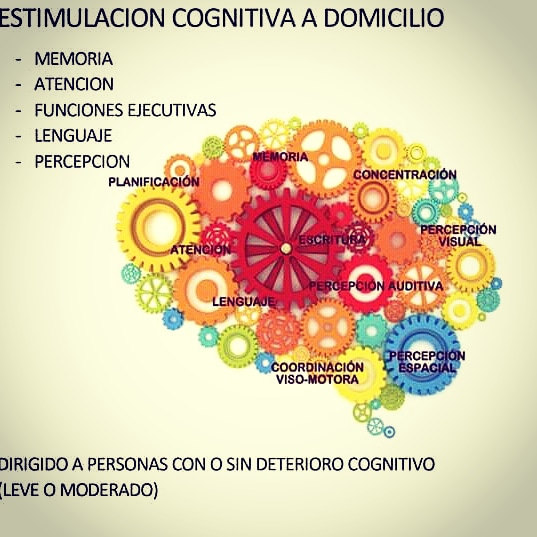 ESTIMULACION COGNITIVA A DOMICILIO
- MEMORIA
- ATENCION
- FUNCIONES EJECUTIVAS
- LENGUAJE
- PERCEPCION
MEMORIA
PLANIFICACIÓN
CONCENTRACIÓN
ATENCIÓN
ESCRITURA
PERCEPCIÓN
VISUAL
PERCEPCIÓN AUDITIVA
LENGUAJE
COORDINACIÓN
VISO-MOTORA
PERCEPCIÓN
ESPACIAL
DIRIGIDO A PERSONAS CON O SIN DETERIORO COGNITIVO
(LEVE O MODERADO)